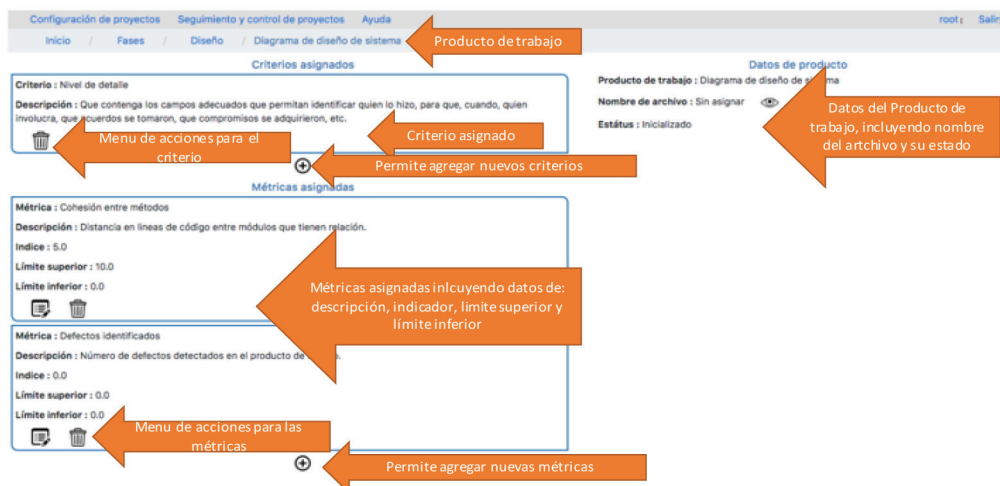 Configuración de proyectos Seguimiento y control de proyectos Ayuda root Salir
Inicio / Fases / Diseño / Diagrama de diseño de sistema
Producto de trabajo
Criterios asignados
Criterio : Nivel de detalle
Descripción : Que contenga los campos adecuados que permitan identificar quien lo hizo, para que, cuando, quien
involucra, que acuerdos se tomaron, que compromisos se adquirieron, etc.
Menu de acciones para el
criterio
Criterio asignado
Permite agregar nuevos criterios
Datos de producto
Producto de trabajo : Diagrama de diseño de sistema
Nombre de archivo : Sin asignar
Estátus : Inicializado
Datos del Producto de
trabajo, incluyendo nombre
del artchivo y su estado
Métricas asignadas
Métrica : Cohesión entre métodos
Descripción : Distancia en lineas de código entre módulos que tienen relación.
Indice : 5.0
Límite superior : 10.0
Límite inferior : 0.0
Métricas asignadas inlcuyendo datos de:
descripción, indicador, limite superior y
límite inferior
Métrica : Defectos identificados
Descripción : Número de defectos detectados en el producto de
Indice : 0.0
Límite superior : 0.0
Límite inferior : 0.0
Menu de acciones para las
métricas
Permite agregar nuevas métricas